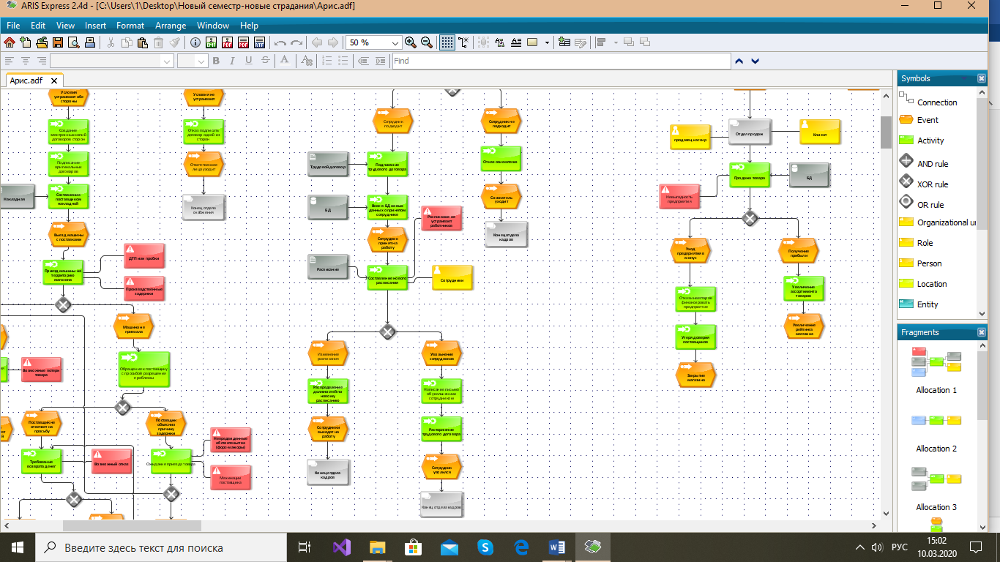 ARIS Express 2.4d - [C:\Users\1\Desktop\Новый семестр-новые страдания\Арис.adf]
File Edit View Insert Format Arrange Window Help
50 %
Find
Арис.adf
Условия
устраивают обе
стороны
Создание
электронных копий
договоров сторон
Подписание
оригинальных
договоров
Накладная
Составление
поставщиком
накладной
Выезд машины
с поставками
Приезд машины на
территорию
магазина
ДТП или пробки
Производственные
задержки
Машина не
приехала
Обращение к поставщику
с просьбой разрешения
проблемы
Возможные потери
товара
Поставщик не
отвечает на
просьбу
Поставщик
объяснил
причину
задержки
Требование
возврата денег
Возможный отказ
Ожидание приезда товара
Непредвиденные
обстоятельства
(форс-мажоры)
Махинации
поставщика
Условия не
устраивают
Отказ подписать
договор одной из
сторон
Ответственное
лицо уходит
Конец отдела
снабжения
Сотрудник
подходит
Трудовой договор
Подписание
трудового договора
БД
Внос в БД новых
данных о принятом
сотруднике
Сотрудник
принят на
работу
Расписание не
устраивает
работников
Расписание
Составление нового
расписания
Сотрудники
Изменение
расписания
Распределение
должностей по
новому
расписанию
Сотрудники
выходят на
работу
Конец отдела
кадров
Увольнение
сотрудников
Написание письма
об увольнении
сотрудником
Расторжение
трудового договора
Сотрудник
уволился
Конец отдела кадров
Сотрудник не
подходит
Отказ соискателю
Соискатель
уходит
Конец отдела
кадров
продавец-кассир
Отдел продаж
Клиент
Продажа товара
БД
Невыгодность
предприятия
Уход
предприятия в
минус
Отказ инвесторов
финансировать
предприятие
Утеря доверия
поставщиков
Закрытие
магазина
Получение
прибыли
Увеличение
ассортимента
товаров
Увеличение
рейтинга
магазина
Symbols
Connection
Event
Activity
AND rule
XOR rule
OR rule
Organizational un
Role
Person
Location
Entity
Fragments
Allocation 1
Allocation 2
Allocation 3
Введите здесь текст для поиска
РУС
15:02
10.03.2020